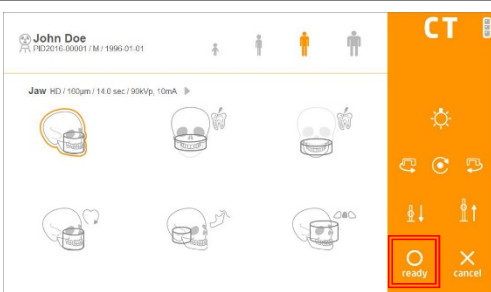 John Doe
PID2016-00001 / M / 1996-01-01
CT
Jaw HD / 160µm / 14.0 sec / 90kVp, 10mA
ready
cancel